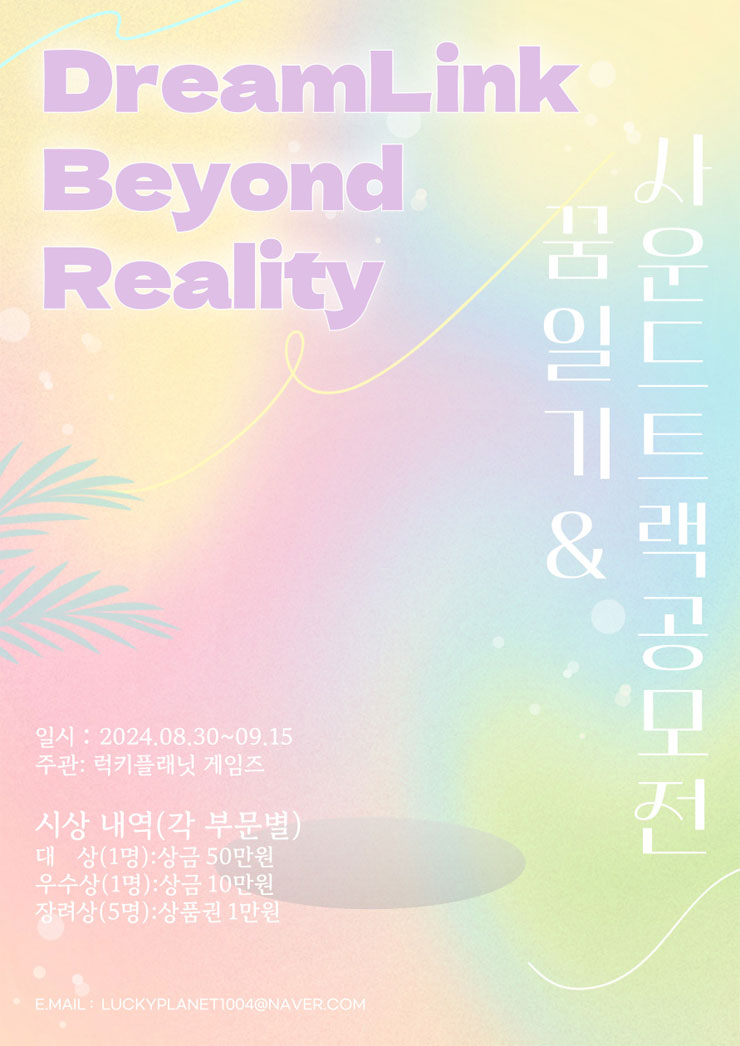 DreamLink
Beyond
Reality
꿈일기 &
사운드트랙공모전
일시 : 2024.08.30~09.15
주관: 럭키플래닛 게임즈
시상 내역(각 부문별)
대 상(1명):상금 50만원
우수상(1명):상금 10만원
장려상(5명):상품권 1만원
E.MAIL : LUCKYPLANET1004@NAVER.COM